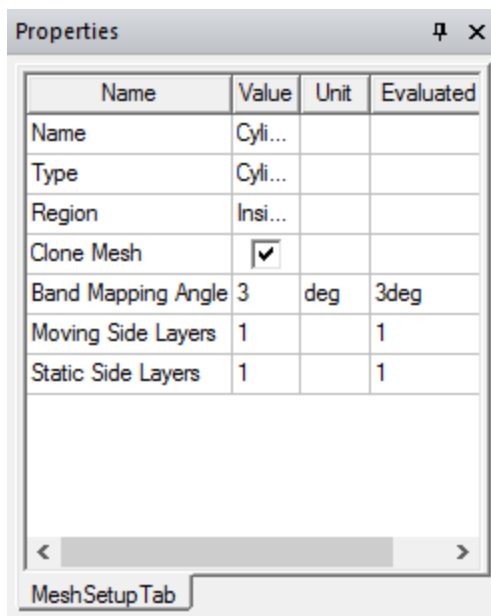 Properties
Name Value Unit Evaluated
Name Cyli...
Type Cyli...
Region Insi...
Clone Mesh
Band Mapping Angle 3 deg 3deg
Moving Side Layers 1 1
Static Side Layers 1 1
MeshSetupTab